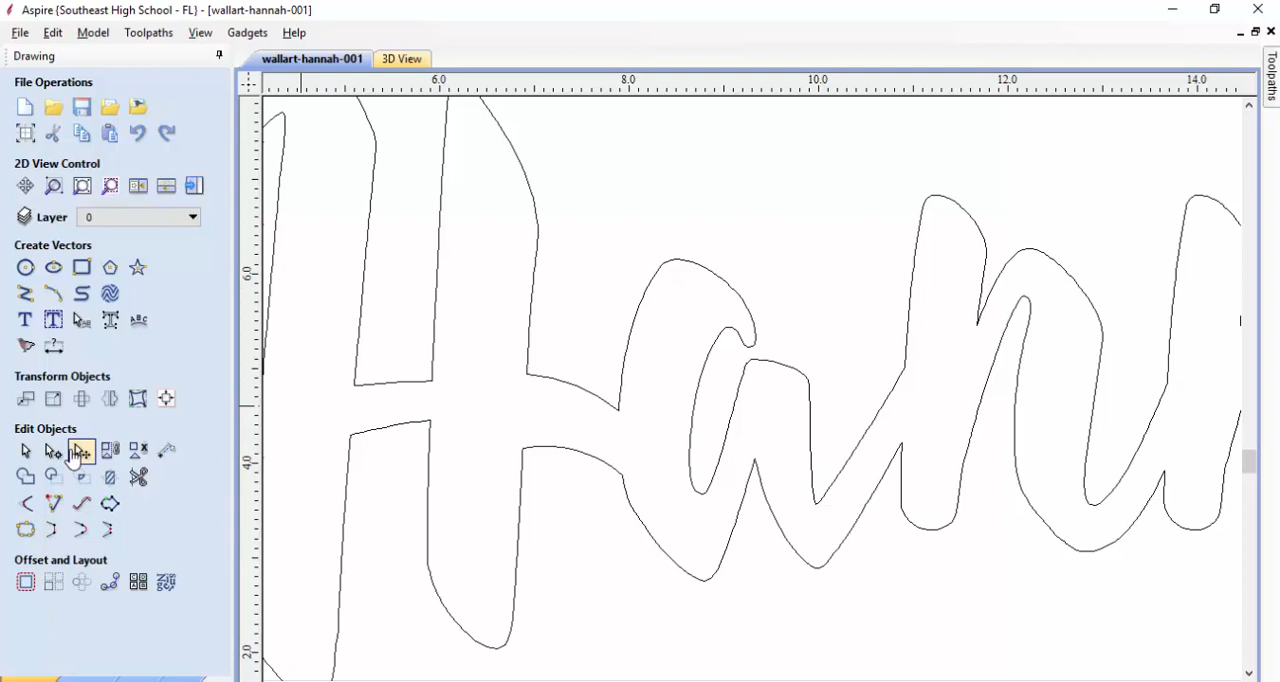 Aspire (Southeast High School - FL) - [wallart-hannah-001]
File Edit Model Toolpaths View Gadgets Help
Drawing
wallart-hannah-001 3D View
File Operations
6.0 8.0 10.0 12.0 14.0
2D View Control
Layer 0
Create Vectors
6.0
Transform Objects
Edit Objects
4.0
Offset and Layout
2.0
Toolpaths
Hann